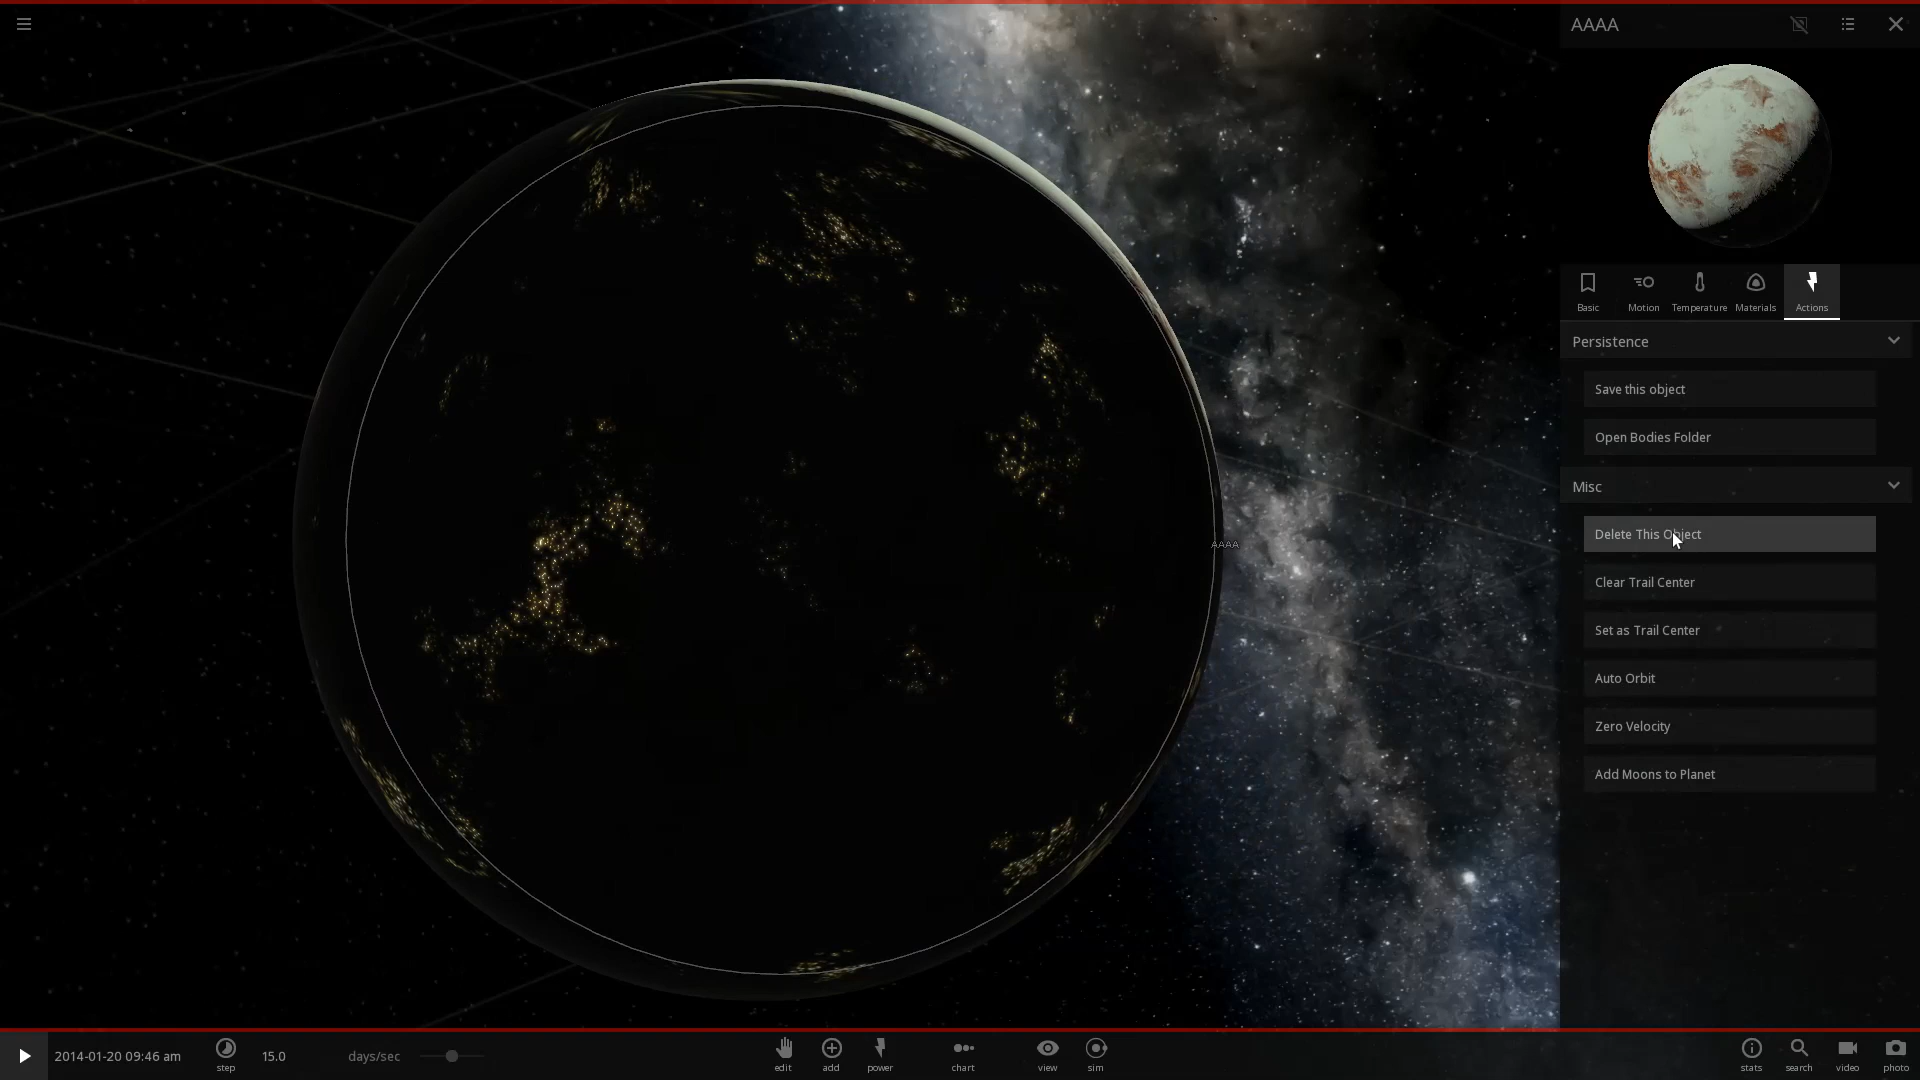 AAAA
Basic
Motion
Temperature
Materials
Actions
Persistence
Save this object
Open Bodies Folder
Misc
Delete This Object
AAAA
Clear Trail Center
Set as Trail Center
Auto Orbit
Zero Velocity
Add Moons to Planet
2014-01-20 09:46 am
step
15.0
days/sec
edit
add
power
chart
view
sim
stats
search
video
photo